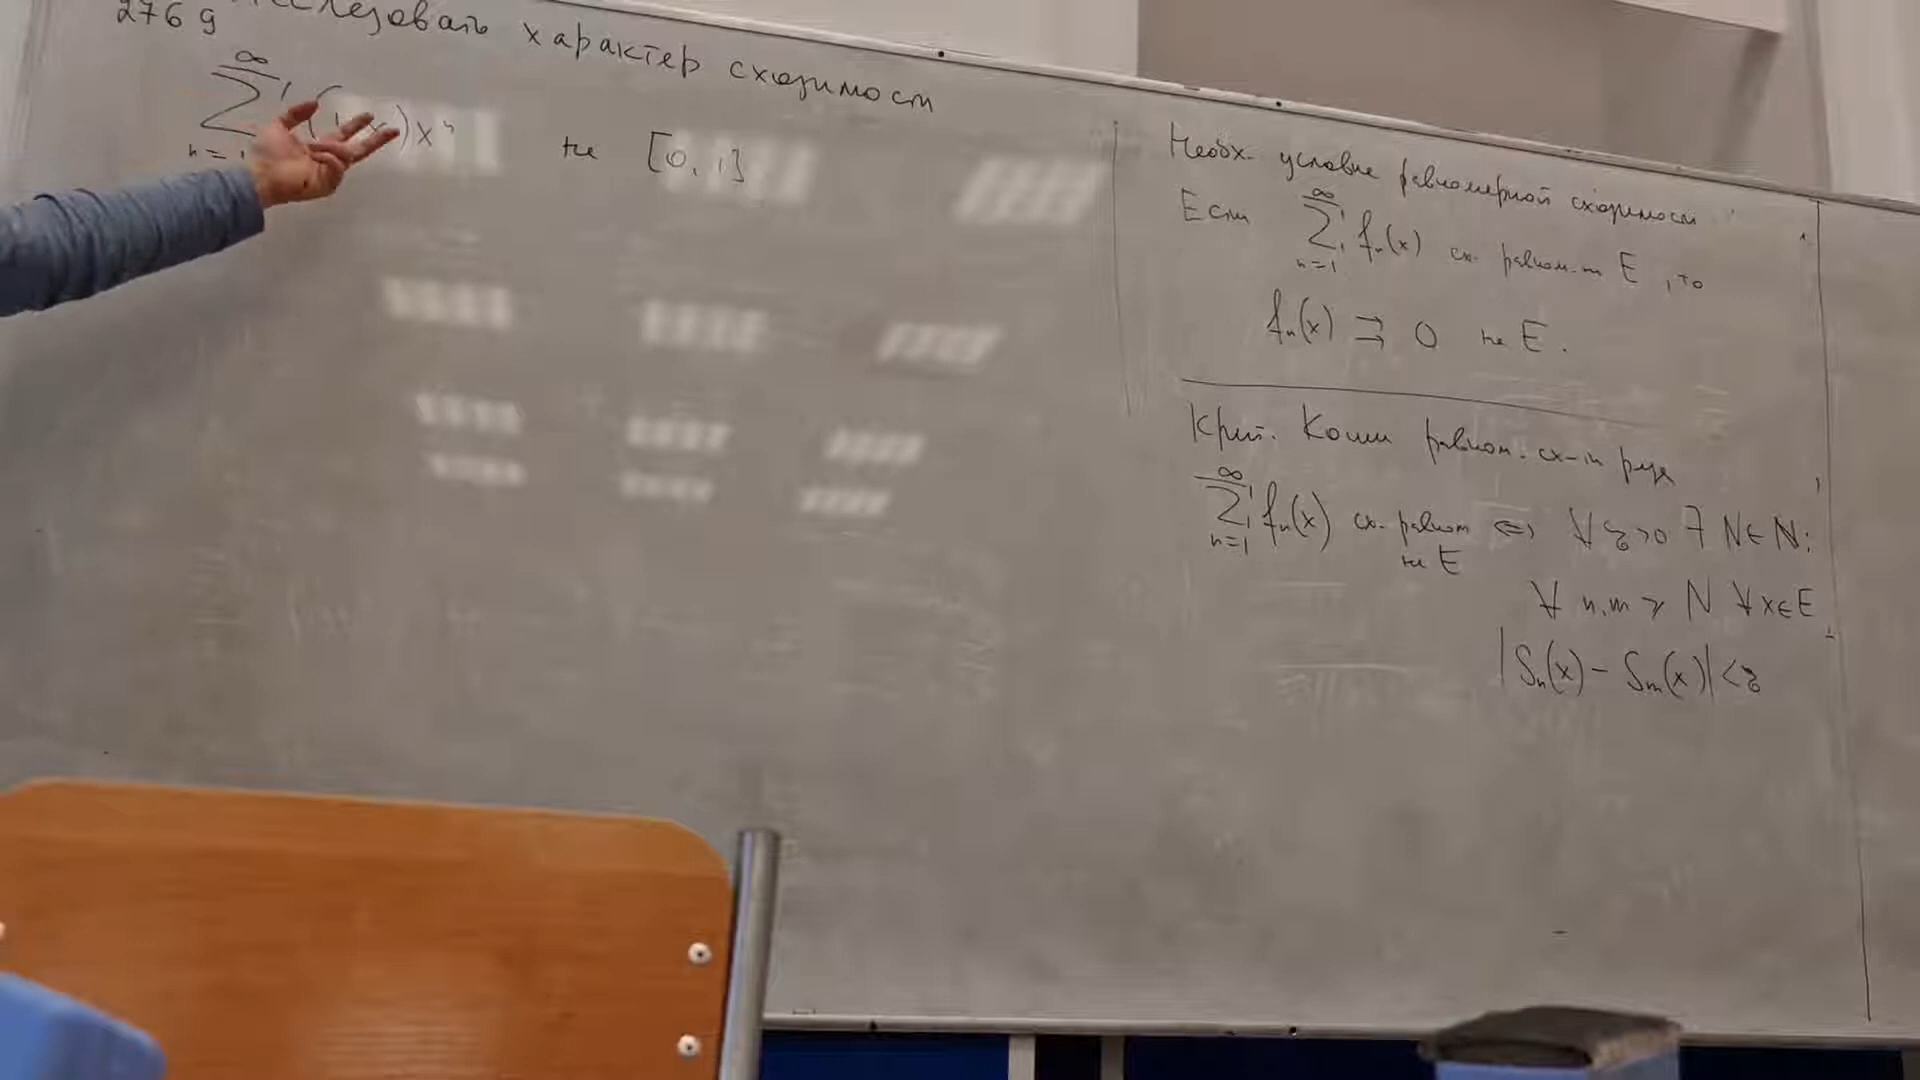 276 д Исследовать характер сходимости
∞
∑ (1-x)xⁿ на [0, 1]
n=1
Необх. условие равномерной сходимости
Если ∞
∑ fₙ(x) сх. равном. на E, то
n=1
fₙ(x) ⇉ 0 на E.
Крит. Коши равном. сх-ти ряда
∞
∑ fₙ(x) сх. равном ⇔ ∀ ε>0 ∃ N∈ℕ:
n=1 на E
∀ n,m ≥ N ∀x∈E
|Sₙ(x) - Sₘ(x)| < ε